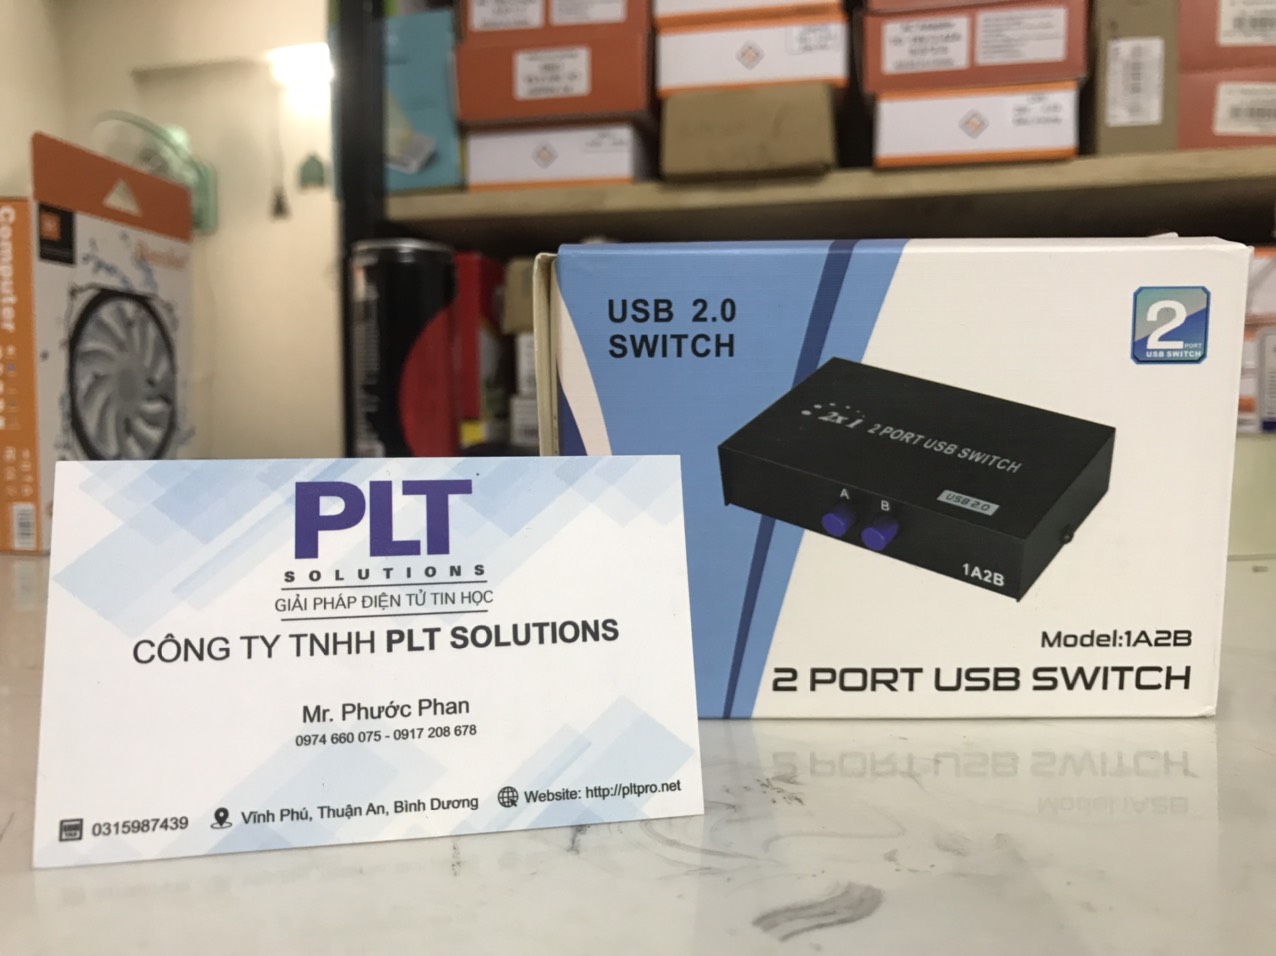 Computer
USB 2.0
SWITCH
2
PORT
USB SWITCH
2x1 2 PORT USB SWITCH
A
B
USB 2.0
1A2B
Model:1A2B
2 PORT USB SWITCH
PLT
SOLUTIONS
GIẢI PHÁP ĐIỆN TỬ TIN HỌC
CÔNG TY TNHH PLT SOLUTIONS
Mr. Phước Phan
0974 660 075 - 0917 208 678
0315987439
Vĩnh Phú, Thuận An, Bình Dương
Website: http://pltpro.net